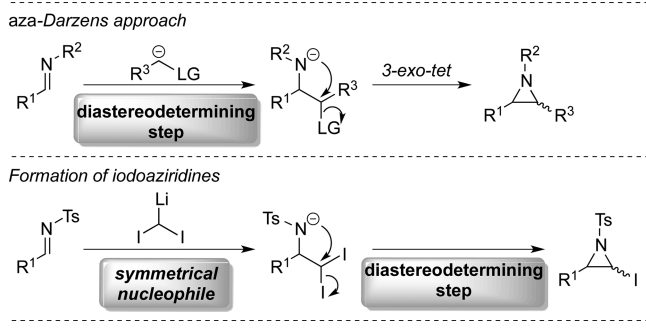 aza-Darzens approach
R1 N R2
R3 ⊖ LG
diastereodetermining
step
R2 N ⊖
R1 R3
LG
3-exo-tet
R2
N
R1 R3
Formation of iodoaziridines
R1 N Ts
Li
I I
symmetrical
nucleophile
Ts N ⊖
R1 I
I
diastereodetermining
step
Ts
N
R1 I